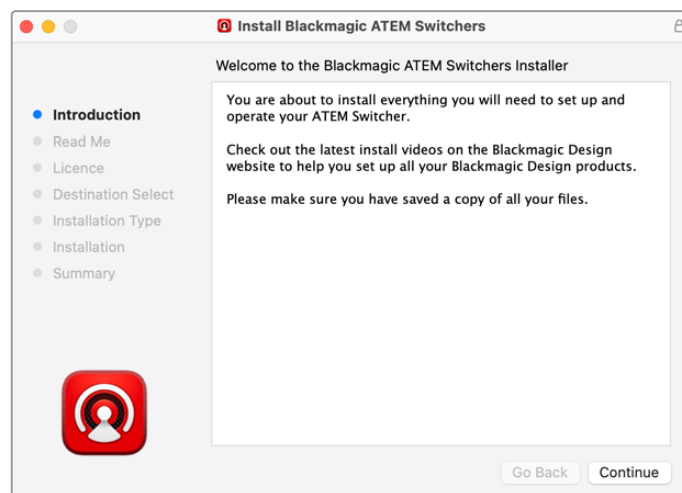 Install Blackmagic ATEM Switchers
Welcome to the Blackmagic ATEM Switchers Installer
Introduction
Read Me
Licence
Destination Select
Installation Type
Installation
Summary
You are about to install everything you will need to set up and
operate your ATEM Switcher.
Check out the latest install videos on the Blackmagic Design
website to help you set up all your Blackmagic Design products.
Please make sure you have saved a copy of all your files.
Go Back
Continue